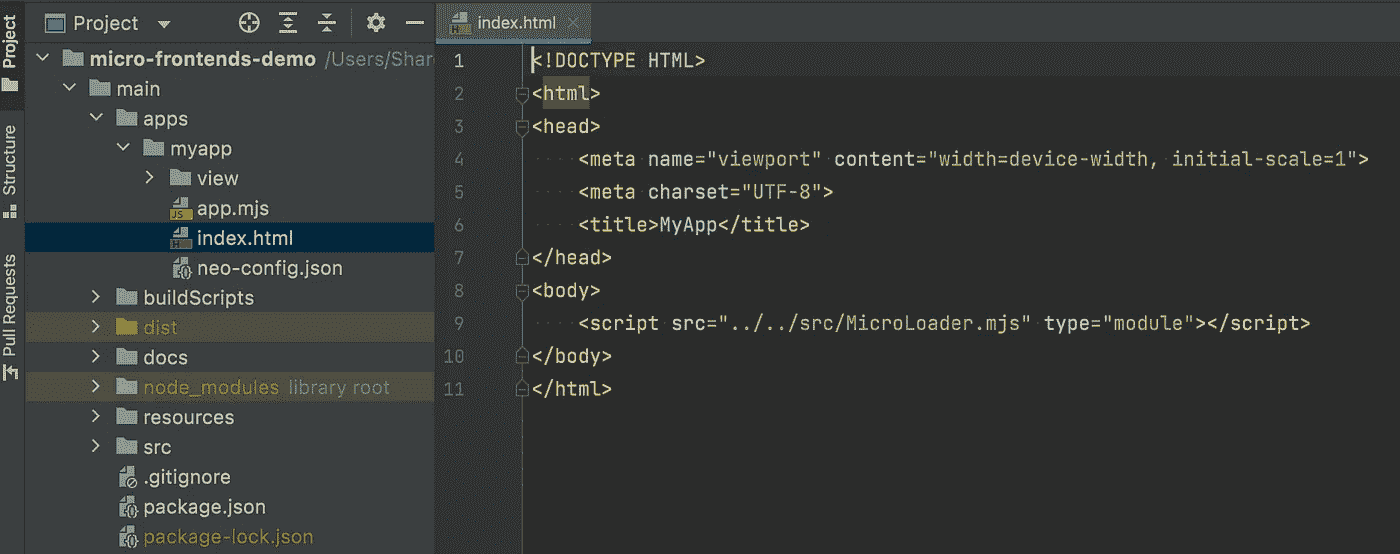 Project
Structure
Pull Requests
Project
micro-frontends-demo /Users/Shar
main
apps
myapp
view
app.mjs
index.html
neo-config.json
buildScripts
dist
docs
node_modules library root
resources
src
.gitignore
package.json
package-lock.json
index.html
1 <!DOCTYPE HTML>
2 <html>
3 <head>
4 <meta name="viewport" content="width=device-width, initial-scale=1">
5 <meta charset="UTF-8">
6 <title>MyApp</title>
7 </head>
8 <body>
9 <script src="../../src/MicroLoader.mjs" type="module"></script>
10 </body>
11 </html>